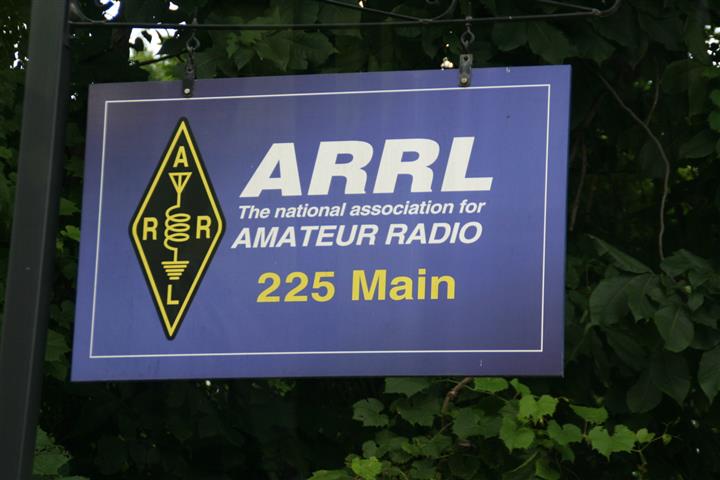 A
R R
L
ARRL
The national association for
AMATEUR RADIO
225 Main